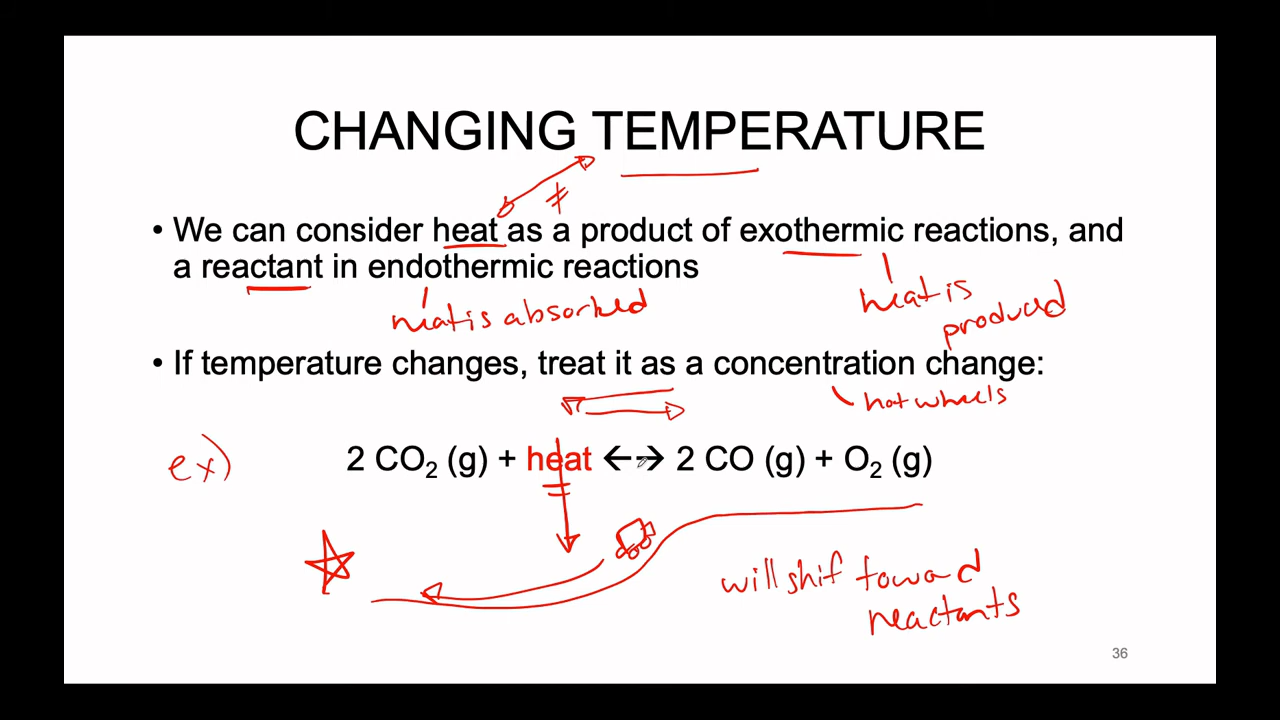 CHANGING TEMPERATURE
≠
• We can consider heat as a product of exothermic reactions, and
a reactant in endothermic reactions
heat is absorbed
heat is
produced
• If temperature changes, treat it as a concentration change:
hot wheels
ex)
2 CO₂ (g) + heat ←→ 2 CO (g) + O₂ (g)
will shif toward
reactants
36